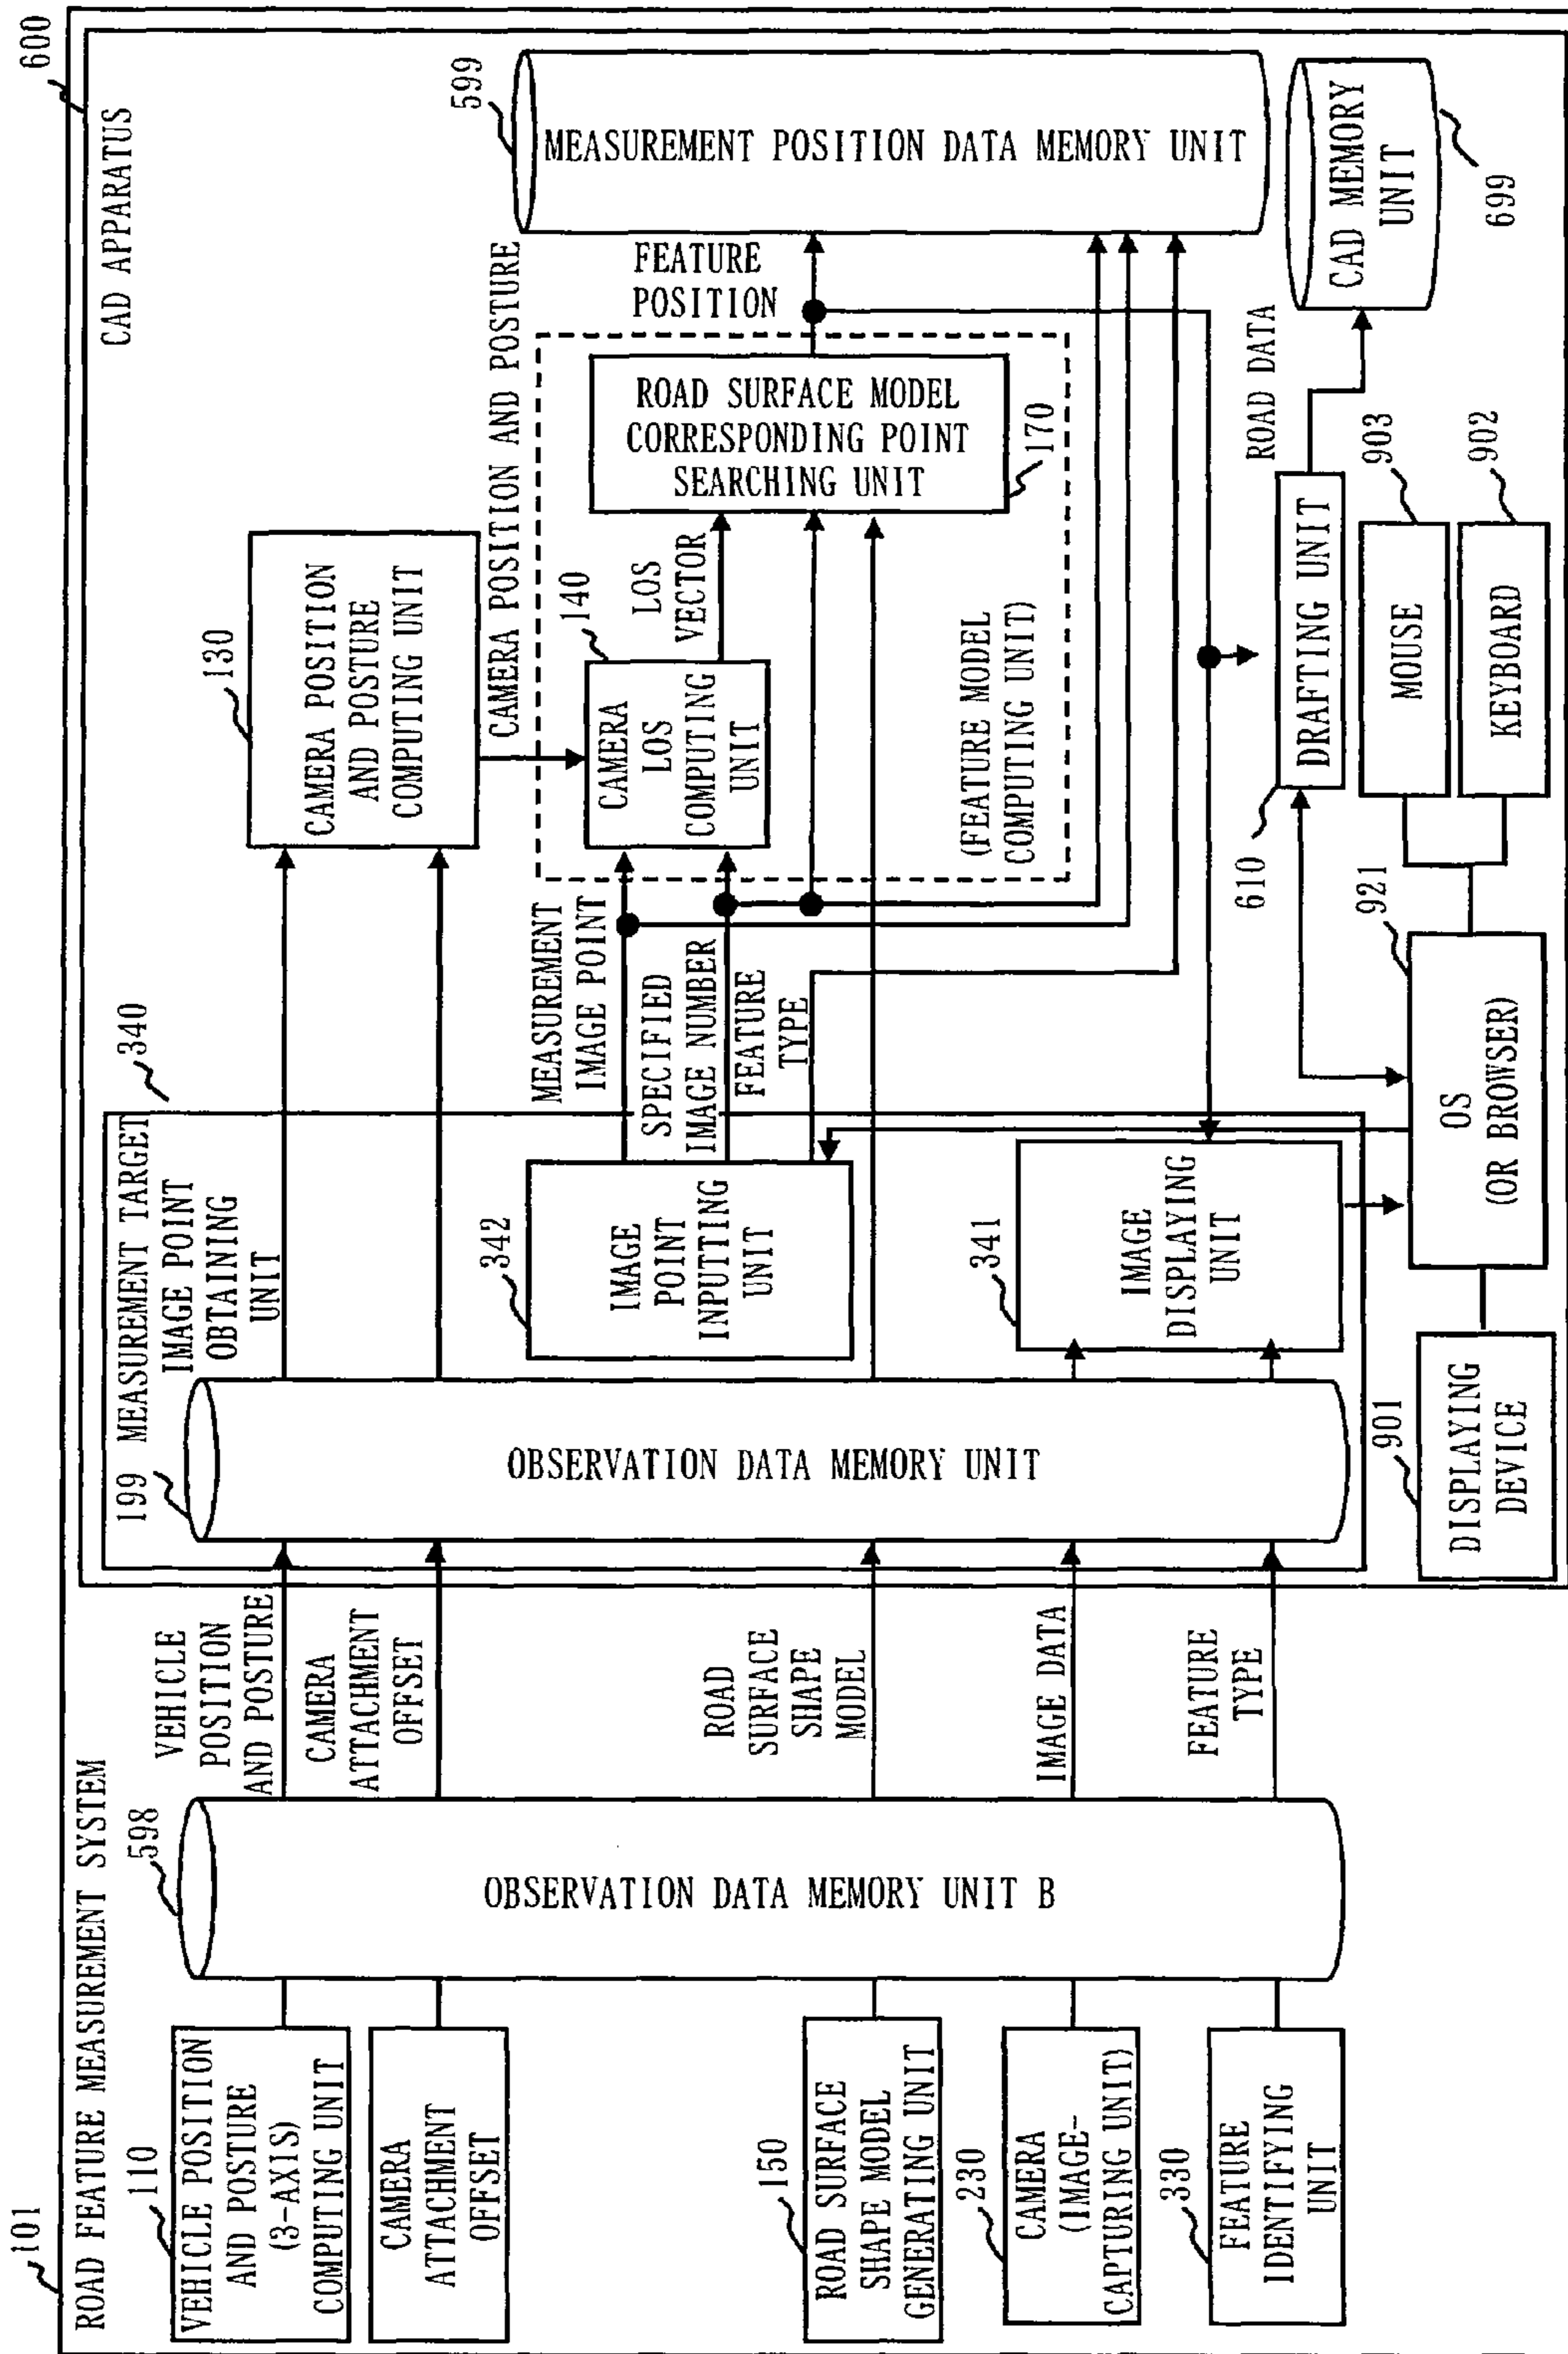 101
ROAD FEATURE MEASUREMENT SYSTEM
110
VEHICLE POSITION
AND POSTURE
(3-AXIS)
COMPUTING UNIT
CAMERA
ATTACHMENT
OFFSET
150
ROAD SURFACE
SHAPE MODEL
GENERATING UNIT
230
CAMERA
(IMAGE-
CAPTURING UNIT)
330
FEATURE
IDENTIFYING
UNIT
598
OBSERVATION DATA MEMORY UNIT B
VEHICLE
POSITION
AND POSTURE
CAMERA
ATTACHMENT
OFFSET
ROAD
SURFACE
SHAPE
MODEL
IMAGE DATA
FEATURE
TYPE
600
CAD APPARATUS
340
MEASUREMENT TARGET
IMAGE POINT
OBTAINING
UNIT
199
OBSERVATION DATA MEMORY UNIT
342
IMAGE
POINT
INPUTTING
UNIT
341
IMAGE
DISPLAYING
UNIT
MEASUREMENT
IMAGE POINT
SPECIFIED
IMAGE NUMBER
FEATURE
TYPE
130
CAMERA POSITION
AND POSTURE
COMPUTING UNIT
CAMERA POSITION AND POSTURE
140
CAMERA
LOS
COMPUTING
UNIT
LOS
VECTOR
ROAD SURFACE MODEL
CORRESPONDING POINT
SEARCHING UNIT
170
(FEATURE MODEL
COMPUTING UNIT)
FEATURE
POSITION
599
MEASUREMENT POSITION DATA MEMORY UNIT
901
DISPLAYING
DEVICE
921
OS
(OR BROWSER)
610
DRAFTING UNIT
903
MOUSE
902
KEYBOARD
ROAD DATA
CAD MEMORY
UNIT
699